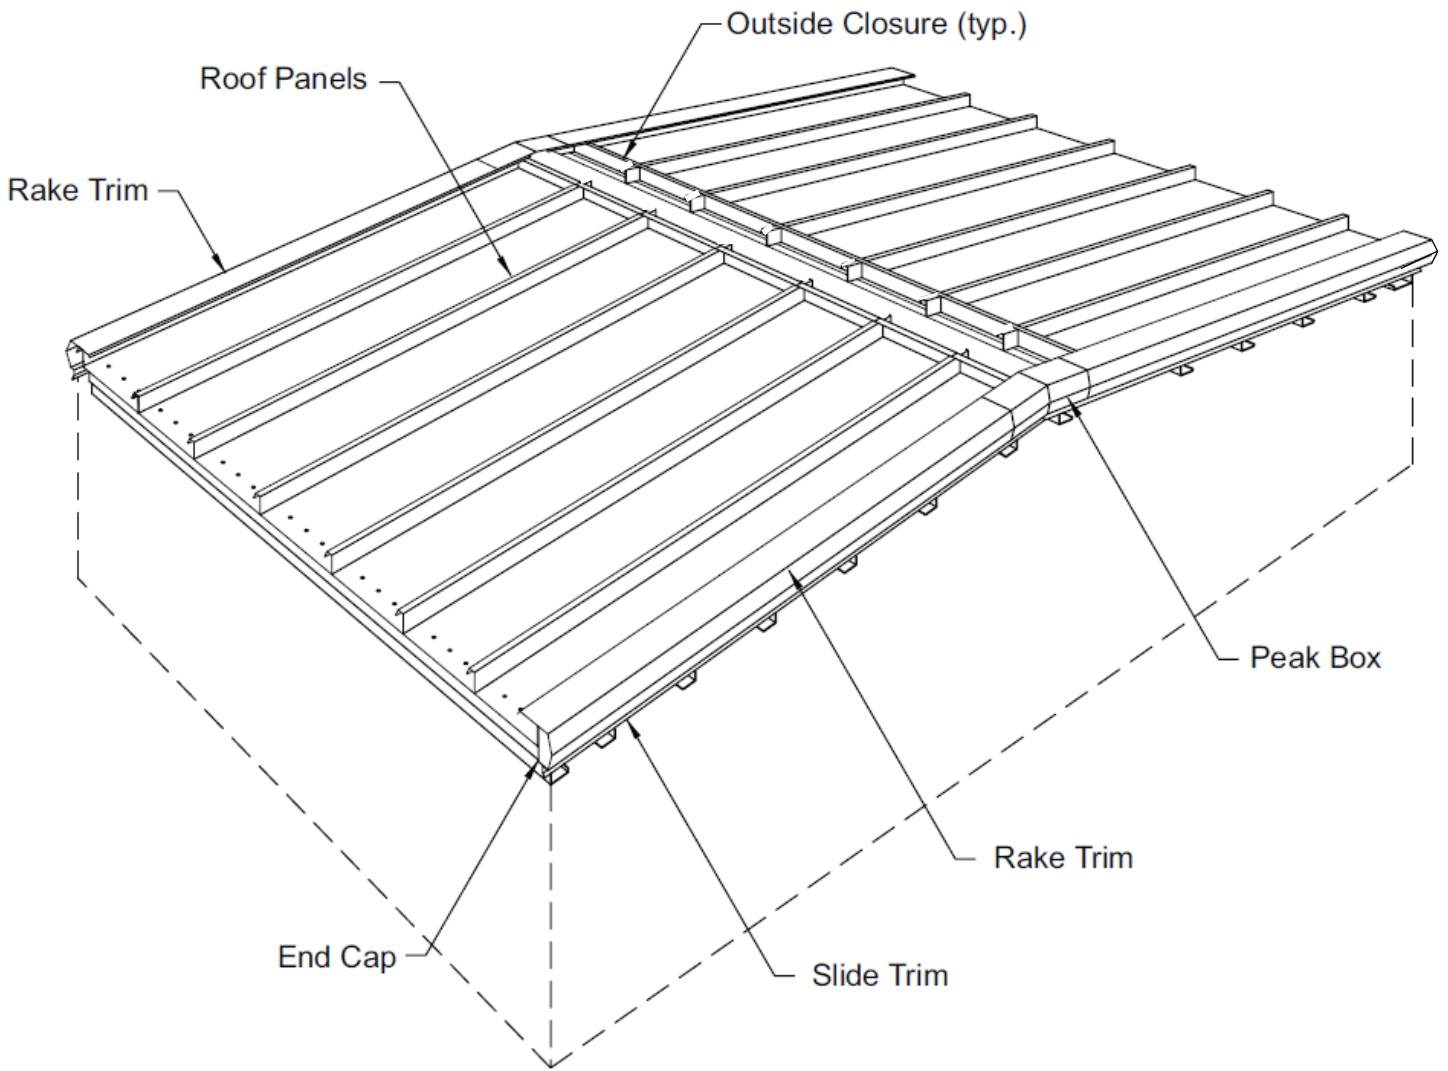 Outside Closure (typ.)
Roof Panels
Rake Trim
Peak Box
Rake Trim
End Cap
Slide Trim